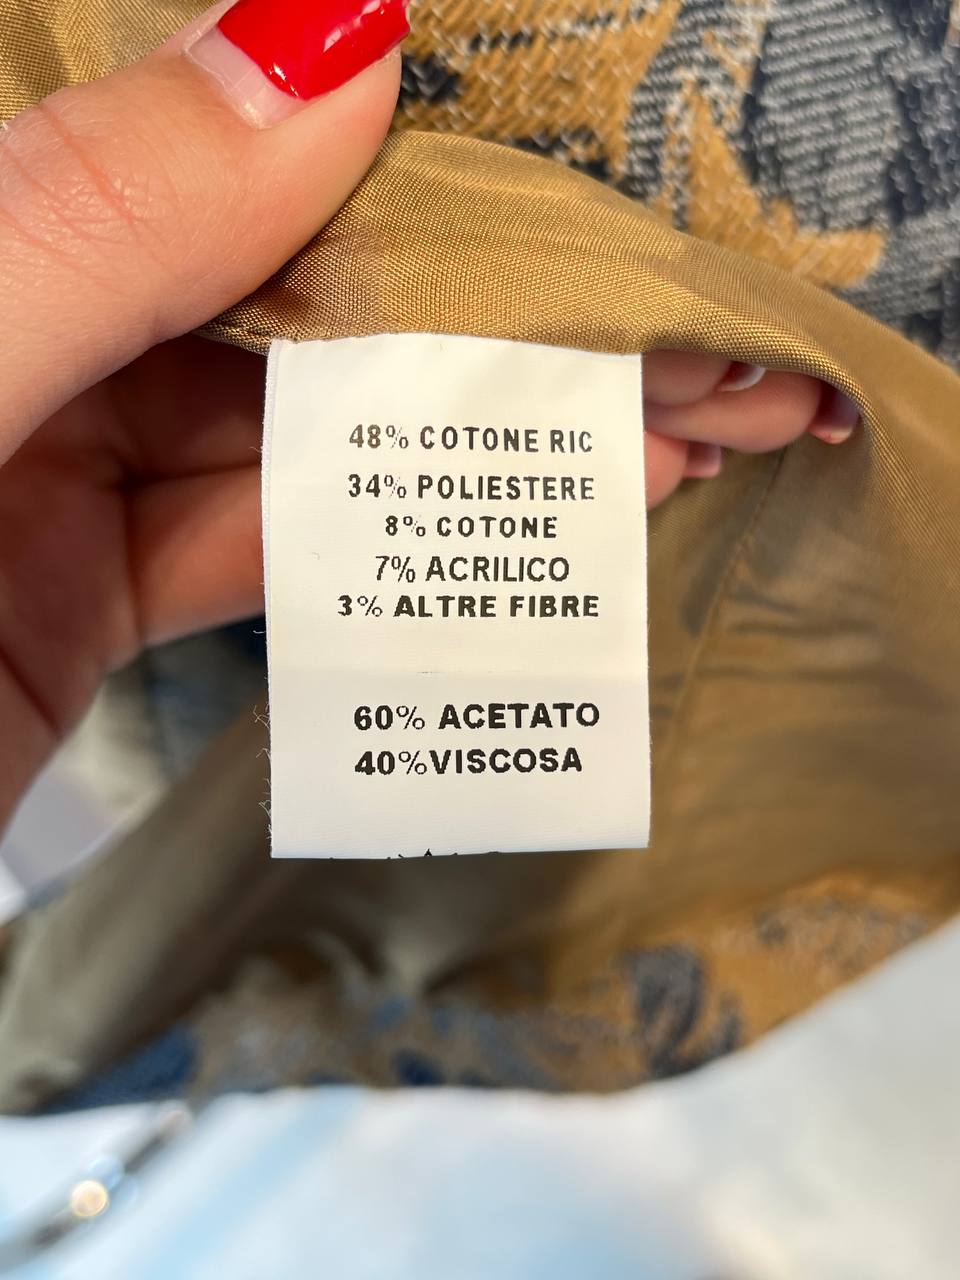 48% COTONE RIC
34% POLIESTERE
8% COTONE
7% ACRILICO
3% ALTRE FIBRE
60% ACETATO
40%VISCOSA